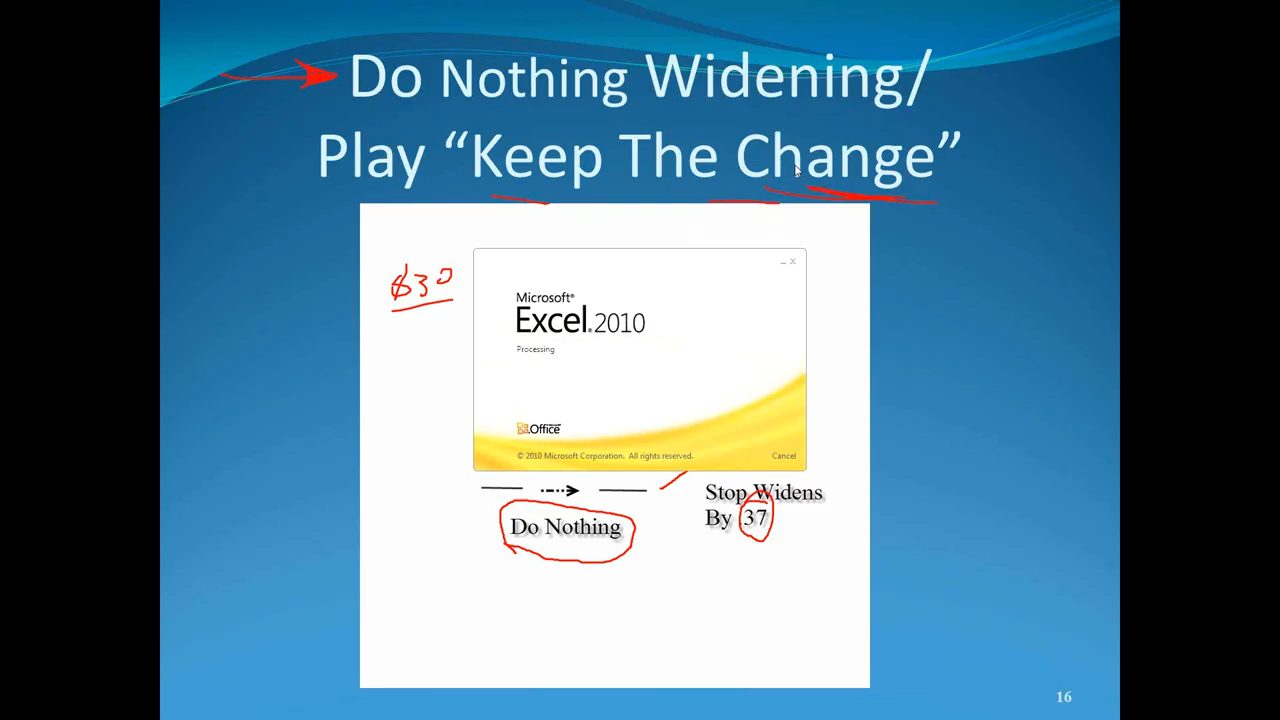 Do Nothing Widening/
Play “Keep The Change”
$30
Microsoft®
Excel®2010
Processing
Office
© 2010 Microsoft Corporation. All rights reserved.
Cancel
Stop Widens
By .37
Do Nothing
16